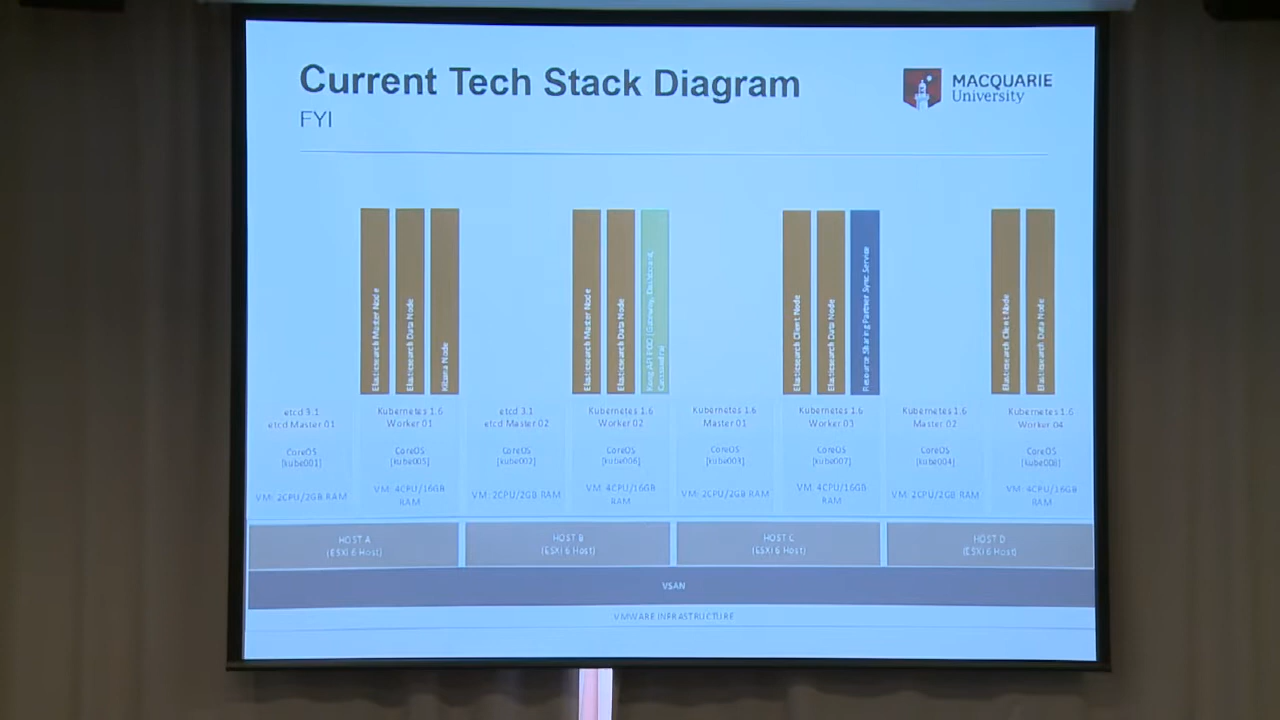 Current Tech Stack Diagram
FYI
MACQUARIE
University
Elasticsearch Master Node
Elasticsearch Data Node
Kibana Node
Elasticsearch Master Node
Elasticsearch Data Node
Kong API POD (Gateway, Dashboard,
Cassandra)
Elasticsearch Client Node
Elasticsearch Data Node
Resource Sharing Partner Sync Service
Elasticsearch Client Node
Elasticsearch Data Node
etcd 3.1
etcd Master 01
Kubernetes 1.6
Worker 01
etcd 3.1
etcd Master 02
Kubernetes 1.6
Worker 02
Kubernetes 1.6
Master 01
Kubernetes 1.6
Worker 03
Kubernetes 1.6
Master 02
Kubernetes 1.6
Worker 04
CoreOS
[kube001]
CoreOS
[kube005]
CoreOS
[kube002]
CoreOS
[kube006]
CoreOS
[kube003]
CoreOS
[kube007]
CoreOS
[kube004]
CoreOS
[kube008]
VM: 2CPU/2GB RAM
VM: 4CPU/16GB
RAM
VM: 2CPU/2GB RAM
VM: 4CPU/16GB
RAM
VM: 2CPU/2GB RAM
VM: 4CPU/16GB
RAM
VM: 2CPU/2GB RAM
VM: 4CPU/16GB
RAM
HOST A
(ESXi 6 Host)
HOST B
(ESXi 6 Host)
HOST C
(ESXi 6 Host)
HOST D
(ESXi 6 Host)
VSAN
VMWARE INFRASTRUCTURE